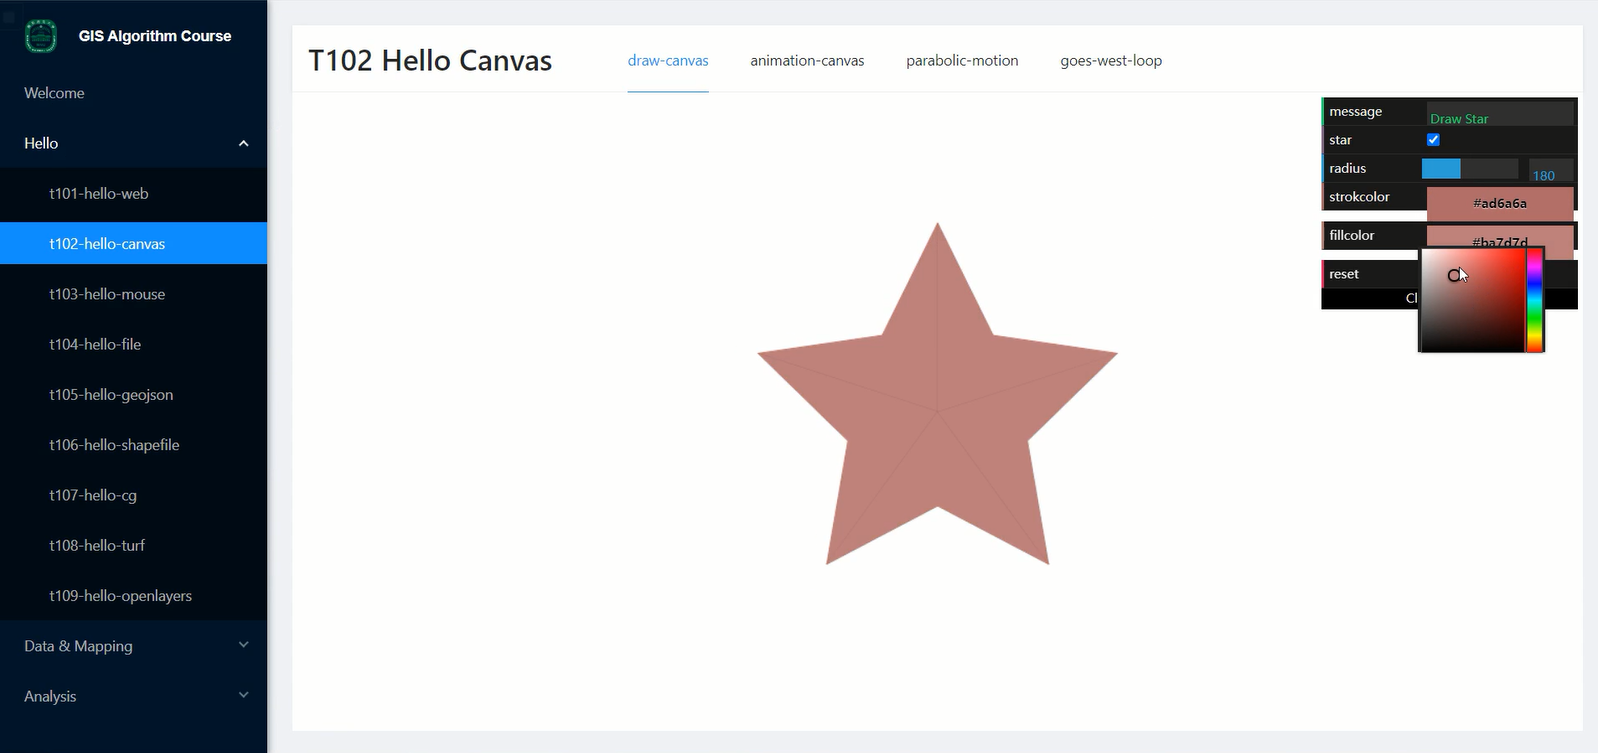 GIS Algorithm Course
Welcome
Hello
t101-hello-web
t102-hello-canvas
t103-hello-mouse
t104-hello-file
t105-hello-geojson
t106-hello-shapefile
t107-hello-cg
t108-hello-turf
t109-hello-openlayers
Data & Mapping
Analysis
T102 Hello Canvas
draw-canvas
animation-canvas
parabolic-motion
goes-west-loop
message
Draw Star
star
radius
180
strokcolor
#ad6a6a
fillcolor
#ba7d7d
reset
Cl